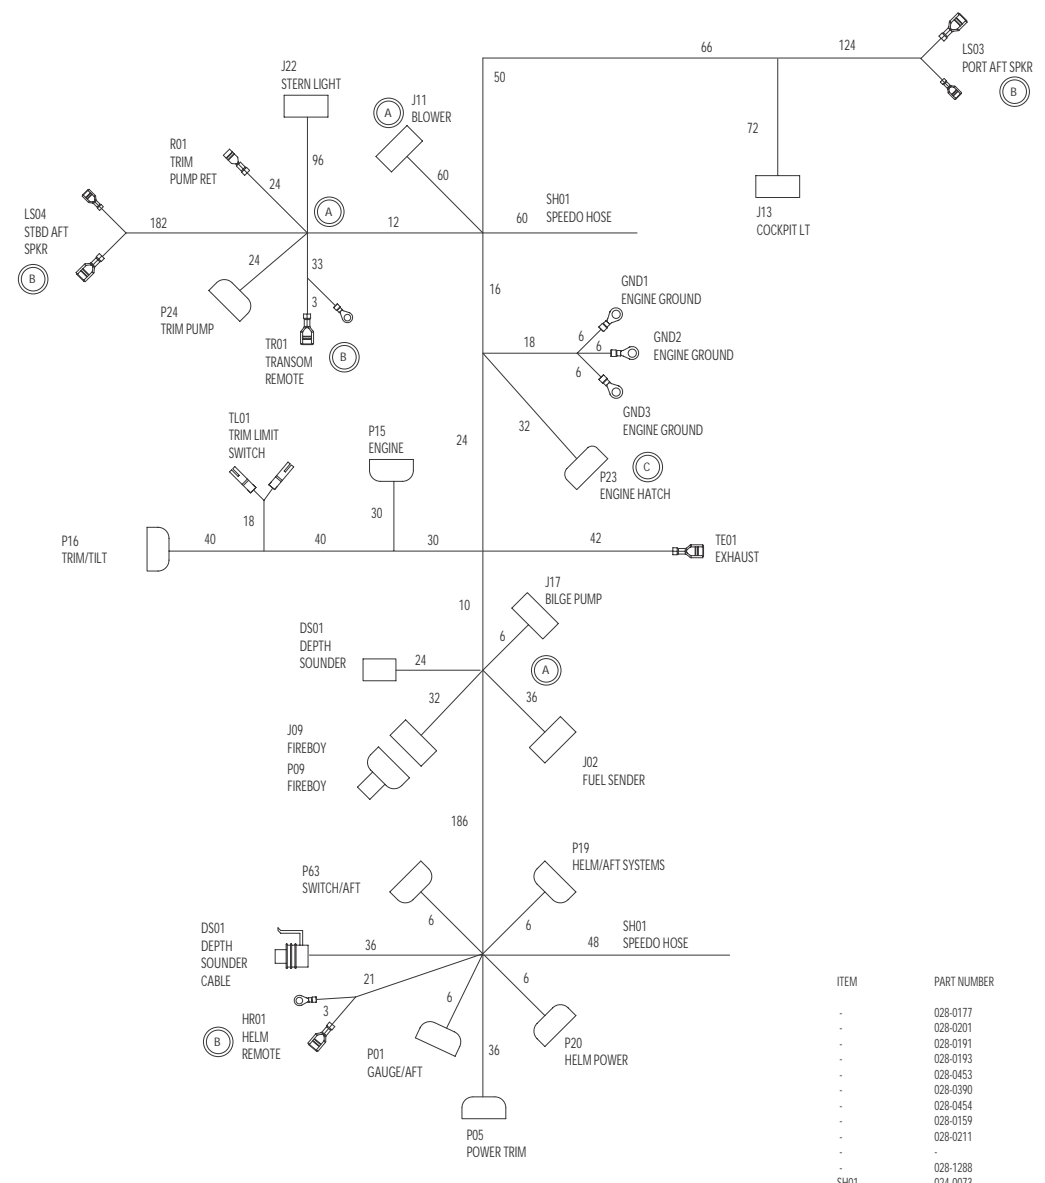 66
124
LS03
PORT AFT SPKR
B
50
J22
STERN LIGHT
A
J11
BLOWER
72
R01
TRIM
PUMP RET
96
24
60
J13
COCKPIT LT
LS04
STBD AFT
SPKR
B
182
A
12
60
SH01
SPEEDO HOSE
24
33
P24
TRIM PUMP
3
TR01
TRANSOM
REMOTE
B
16
GND1
ENGINE GROUND
18
6
6
6
GND2
ENGINE GROUND
GND3
ENGINE GROUND
32
P23
ENGINE HATCH
C
TL01
TRIM LIMIT
SWITCH
P15
ENGINE
24
18
30
P16
TRIM/TILT
40
40
30
42
TE01
EXHAUST
10
J17
BILGE PUMP
6
DS01
DEPTH
SOUNDER
24
A
32
36
J09
FIREBOY
P09
FIREBOY
J02
FUEL SENDER
186
P63
SWITCH/AFT
P19
HELM/AFT SYSTEMS
6
6
DS01
DEPTH
SOUNDER
CABLE
36
48
SH01
SPEEDO HOSE
21
6
6
3
B
HR01
HELM
REMOTE
P01
GAUGE/AFT
36
P20
HELM POWER
P05
POWER TRIM
ITEM PART NUMBER
- 028-0177
- 028-0201
- 028-0191
- 028-0193
- 028-0453
- 028-0390
- 028-0454
- 028-0159
- 028-0211
- -
- 028-1288
SH01 024-0073